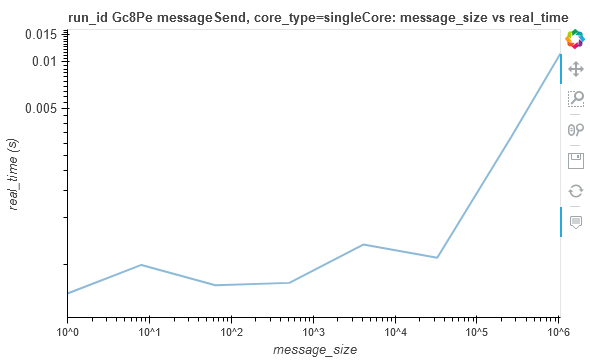 run_id Gc8Pe messageSend, core_type=singleCore: message_size vs real_time
0.015
0.01
0.005
real_time (s)
10^0 10^1 10^2 10^3 10^4 10^5 10^6
message_size